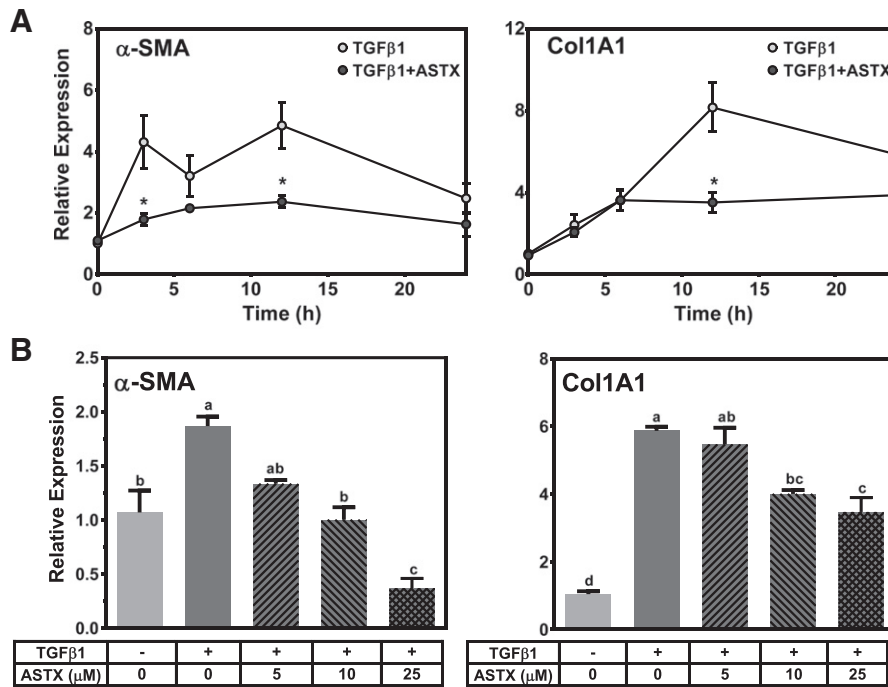 A
α-SMA
TGFβ1
TGFβ1+ASTX
Relative Expression
8
6
4
2
0
*
*
0 5 10 15 20
Time (h)
Col1A1
TGFβ1
TGFβ1+ASTX
12
8
4
0
*
0 5 10 15 20
Time (h)
B
α-SMA
Relative Expression
2.5
2.0
1.5
1.0
0.5
0.0
b a ab b c
TGFβ1 - + + + +
ASTX (μM) 0 0 5 10 25
Col1A1
8
6
4
2
0
d a ab bc c
TGFβ1 - + + + +
ASTX (μM) 0 0 5 10 25